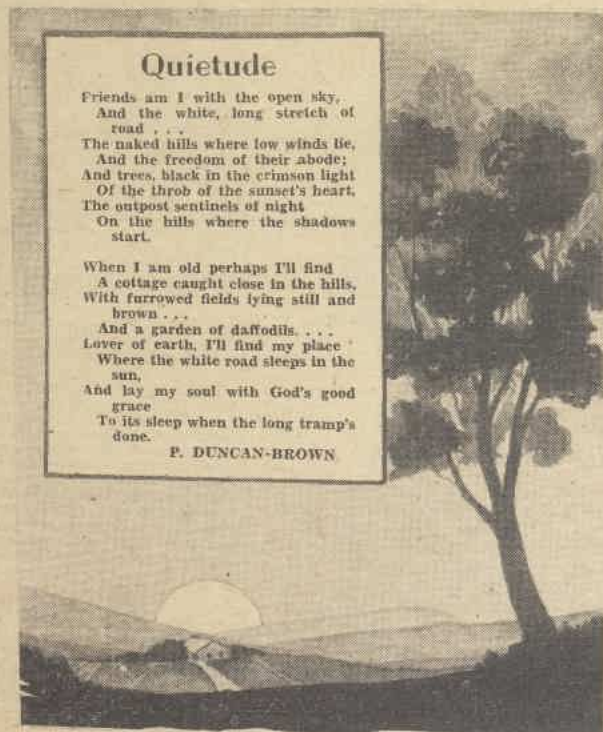 Quietude
Friends am I with the open sky,
And the white, long stretch of
road . . .
The naked hills where low winds lie,
And the freedom of their abode;
And trees, black in the crimson light
Of the throb of the sunset's heart,
The outpost sentinels of night
On the hills where the shadows
start.
When I am old perhaps I'll find
A cottage caught close in the hills,
With furrowed fields lying still and
brown . . .
And a garden of daffodils. . . .
Lover of earth, I'll find my place
Where the white road sleeps in the
sun,
And lay my soul with God's good
grace
To its sleep when the long tramp's
done.
P. DUNCAN-BROWN